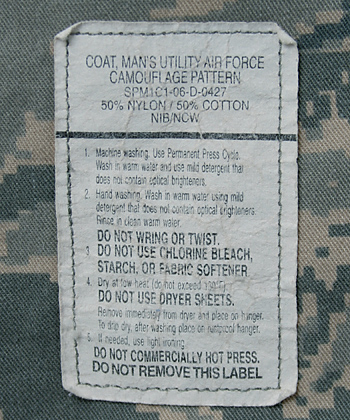 COAT, MAN'S UTILITY AIR FORCE
CAMOUFLAGE PATTERN
SPM1C1-06-D-0427
50% NYLON / 50% COTTON
NIB/NCW
1. Machine washing. Use Permanent Press Cycle.
Wash in warm water and use mild detergent that
does not contain optical brighteners.
2. Hand washing. Wash in warm water using mild
detergent that does not contain optical brighteners.
Rince in clean warm water.
DO NOT WRING OR TWIST.
3. DO NOT USE CHLORINE BLEACH,
STARCH, OR FABRIC SOFTENER.
4. Dry at low heat (do not exceed 130°F).
DO NOT USE DRYER SHEETS.
Remove immediately from dryer and place on hanger.
To drip dry, after washing place on rustproof hanger.
5. If needed, use light ironing.
DO NOT COMMERCIALLY HOT PRESS.
DO NOT REMOVE THIS LABEL